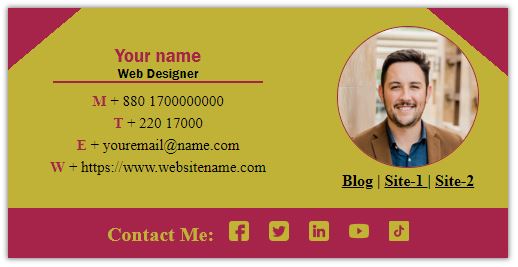 Your name
Web Designer
M + 880 1700000000
T + 220 17000
E + youremail@name.com
W + https://www.websitename.com
Blog | Site-1 | Site-2
Contact Me: